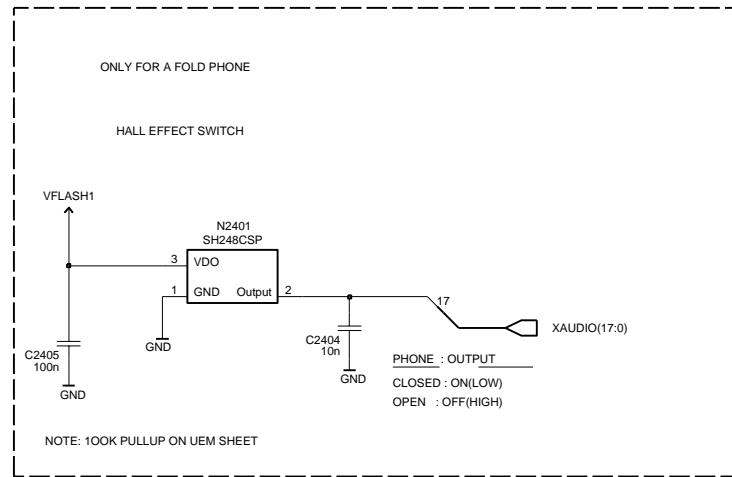 ONLY FOR A FOLD PHONE
HALL EFFECT SWITCH
VFLASH1
N2401
SH248CSP
3
VDO
1
GND
Output
2
17
XAUDIO(17:0)
GND
C2405
100n
GND
C2404
10n
GND
PHONE : OUTPUT
CLOSED : ON(LOW)
OPEN : OFF(HIGH)
NOTE: 1OOK PULLUP ON UEM SHEET